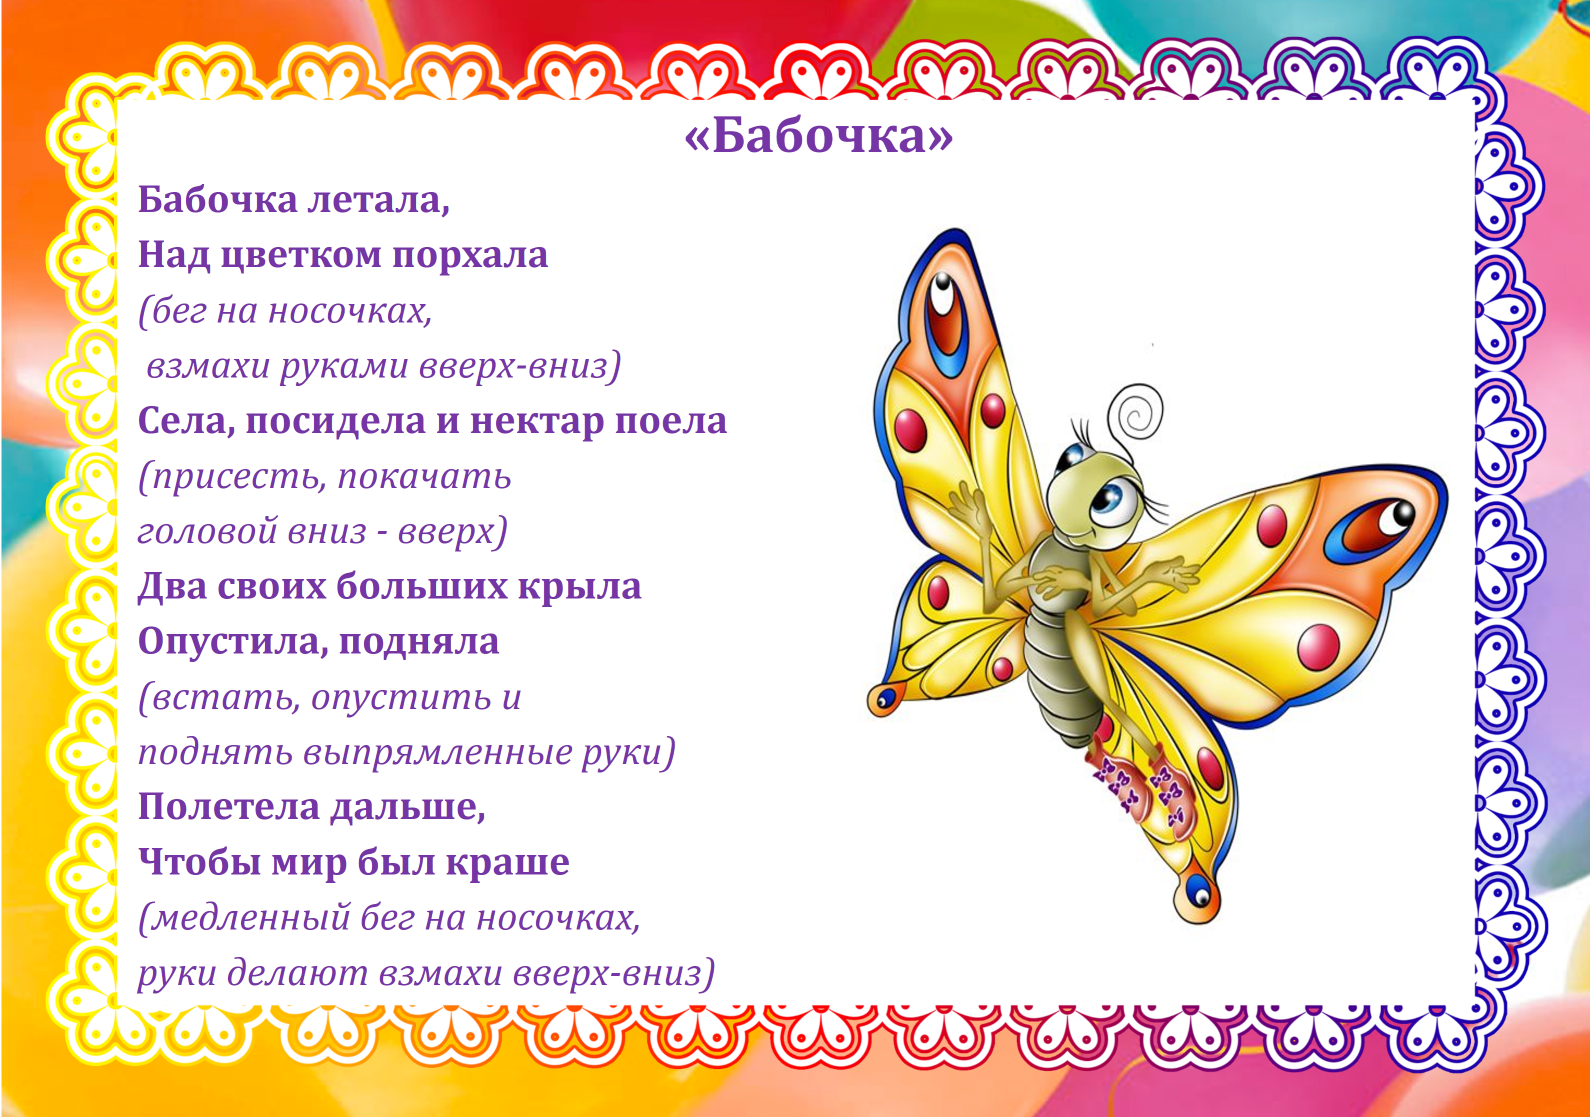 «Бабочка»
Бабочка летала,
Над цветком порхала
(бег на носочках,
взмахи руками вверх-вниз)
Села, посидела и нектар поела
(присесть, покачать
головой вниз - вверх)
Два своих больших крыла
Опустила, подняла
(встать, опустить и
поднять выпрямленные руки)
Полетела дальше,
Чтобы мир был краше
(медленный бег на носочках,
руки делают взмахи вверх-вниз)